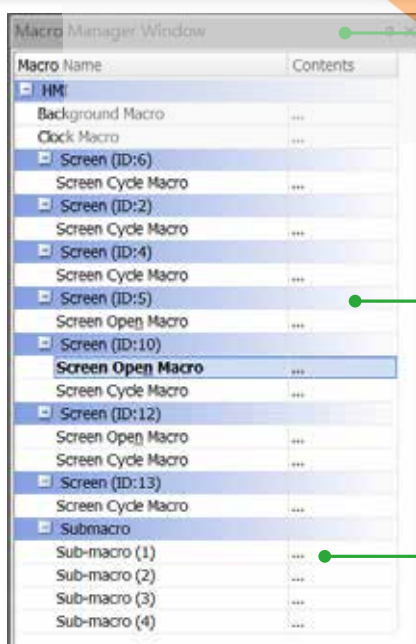 Macro Manager Window
Macro Name Contents
HMI
Background Macro ...
Clock Macro ...
Screen (ID:6)
Screen Cycle Macro ...
Screen (ID:2)
Screen Cycle Macro ...
Screen (ID:4)
Screen Cycle Macro ...
Screen (ID:5)
Screen Open Macro ...
Screen (ID:10)
Screen Open Macro ...
Screen Cycle Macro ...
Screen (ID:12)
Screen Open Macro ...
Screen Cycle Macro ...
Screen (ID:13)
Screen Cycle Macro ...
Submacro
Sub-macro (1) ...
Sub-macro (2) ...
Sub-macro (3) ...
Sub-macro (4) ...